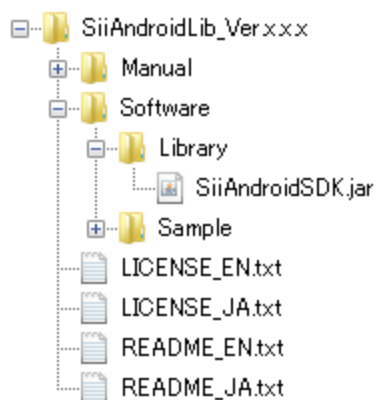 SiiAndroidLib_Ver.x.x.x
Manual
Software
Library
SiiAndroidSDK.jar
Sample
LICENSE_EN.txt
LICENSE_JA.txt
README_EN.txt
README_JA.txt